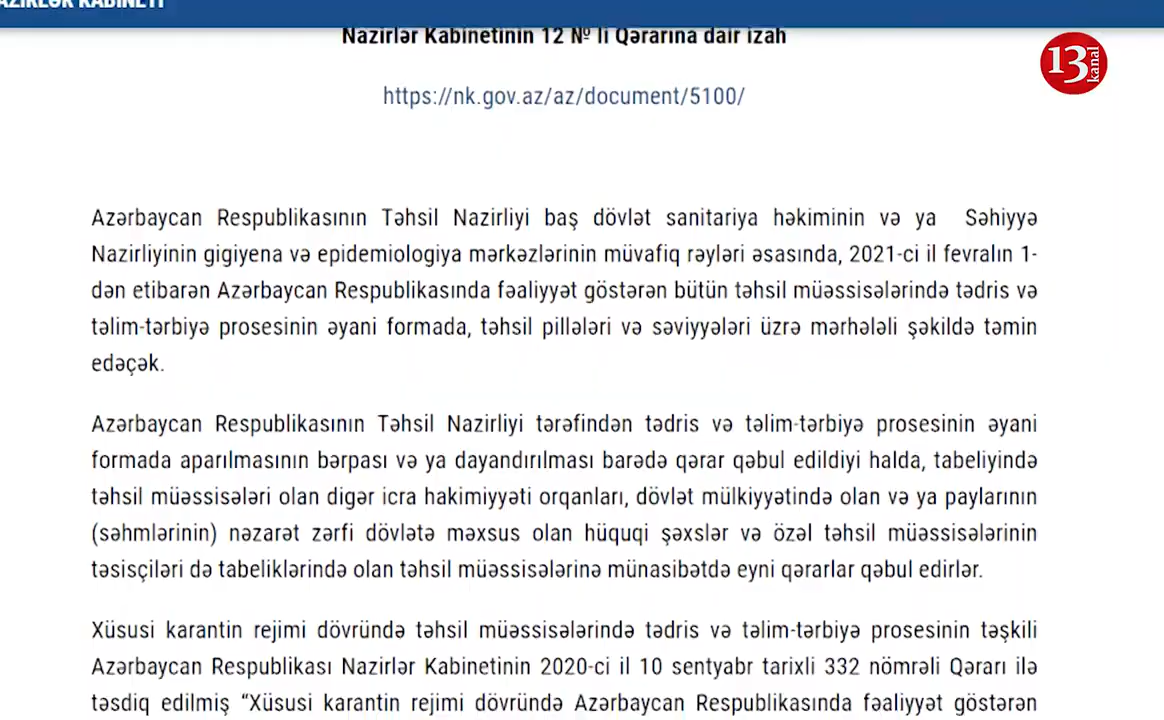 NAZİRLƏR KABİNETİ
13 kanal
Nazirlər Kabinetinin 12 № li Qərarına dair izah
https://nk.gov.az/az/document/5100/
Azərbaycan Respublikasının Təhsil Nazirliyi baş dövlət sanitariya həkiminin və ya Səhiyyə
Nazirliyinin gigiyena və epidemiologiya mərkəzlərinin müvafiq rəyləri əsasında, 2021-ci il fevralın 1-
dən etibarən Azərbaycan Respublikasında fəaliyyət göstərən bütün təhsil müəssisələrində tədris və
təlim-tərbiyə prosesinin əyani formada, təhsil pillələri və səviyyələri üzrə mərhələli şəkildə təmin
edəçək.
Azərbaycan Respublikasının Təhsil Nazirliyi tərəfindən tədris və təlim-tərbiyə prosesinin əyani
formada aparılmasının bərpası və ya dayandırılması barədə qərar qəbul edildiyi halda, tabeliyində
təhsil müəssisələri olan digər icra hakimiyyəti orqanları, dövlət mülkiyyətində olan və ya paylarının
(səhmlərinin) nəzarət zərfi dövlətə məxsus olan hüquqi şəxslər və özəl təhsil müəssisələrinin
təsisçiləri də tabeliklərində olan təhsil müəssisələrinə münasibətdə eyni qərarlar qəbul edirlər.
Xüsusi karantin rejimi dövründə təhsil müəssisələrində tədris və təlim-tərbiyə prosesinin təşkili
Azərbaycan Respublikası Nazirlər Kabinetinin 2020-ci il 10 sentyabr tarixli 332 nömrəli Qərarı ilə
təsdiq edilmiş “Xüsusi karantin rejimi dövründə Azərbaycan Respublikasında fəaliyyət göstərən